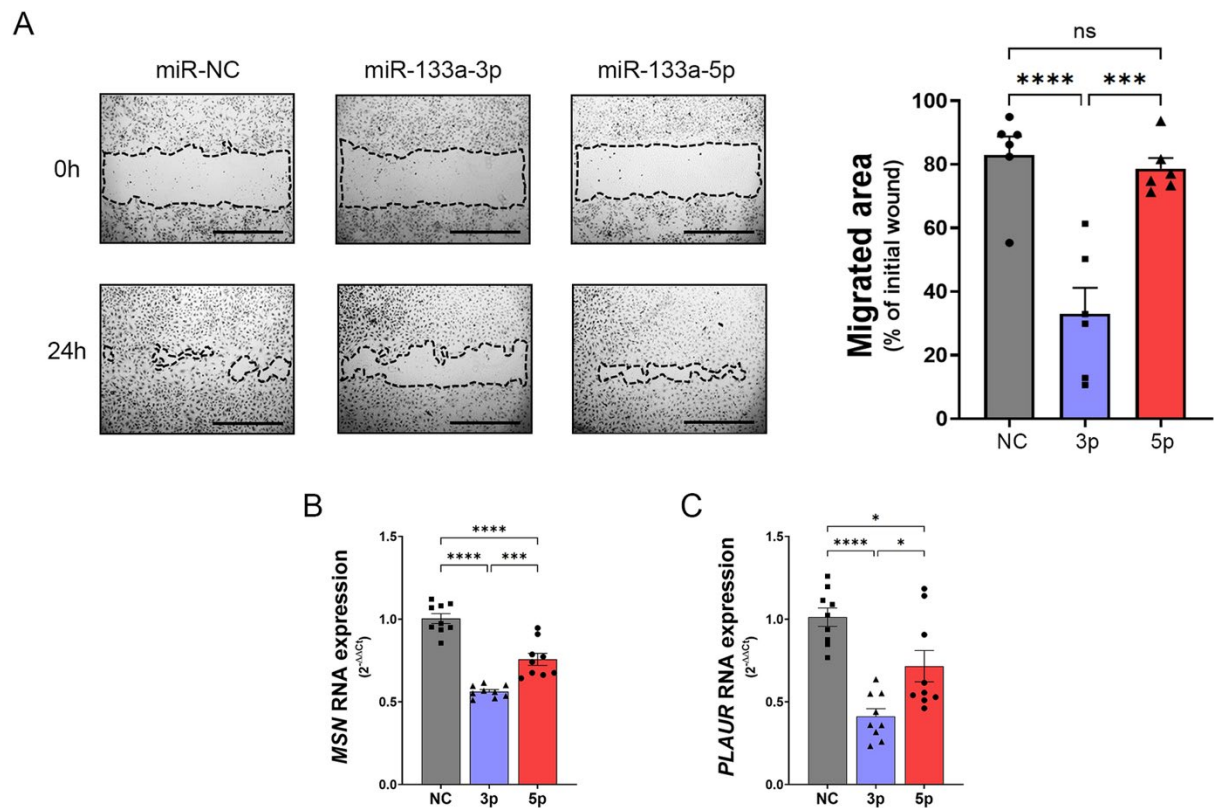 A
miR-NC
miR-133a-3p
miR-133a-5p
0h
24h
ns
****
***
Migrated area
(% of initial wound)
100
80
60
40
20
0
NC
3p
5p
B
****
****
***
MSN RNA expression
(2-ΔΔCt)
1.5
1.0
0.5
0.0
NC
3p
5p
C
*
****
*
PLAUR RNA expression
(2-ΔΔCt)
1.5
1.0
0.5
0.0
NC
3p
5p